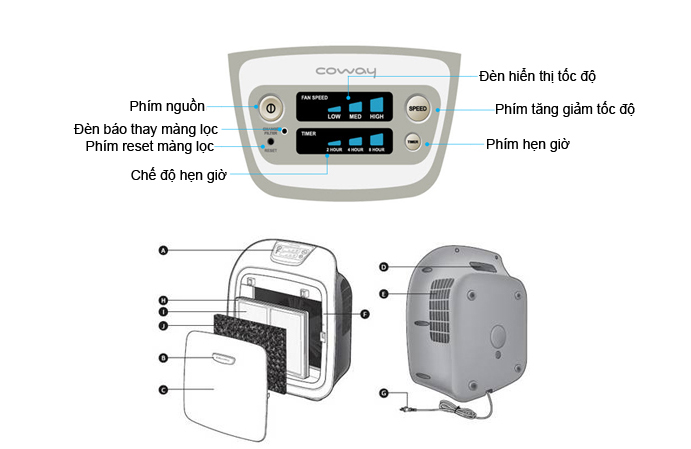 coway
Đèn hiển thị tốc độ
FAN SPEED
LOW MED HIGH
Phím nguồn
SPEED
Phím tăng giảm tốc độ
Đèn báo thay màng lọc
CHANGE FILTER
TIMER
Phím reset màng lọc
RESET
2 HOUR 4 HOUR 8 HOUR
TIMER
Phím hẹn giờ
Chế độ hẹn giờ
A
D
E
H
I
F
J
B
C
G